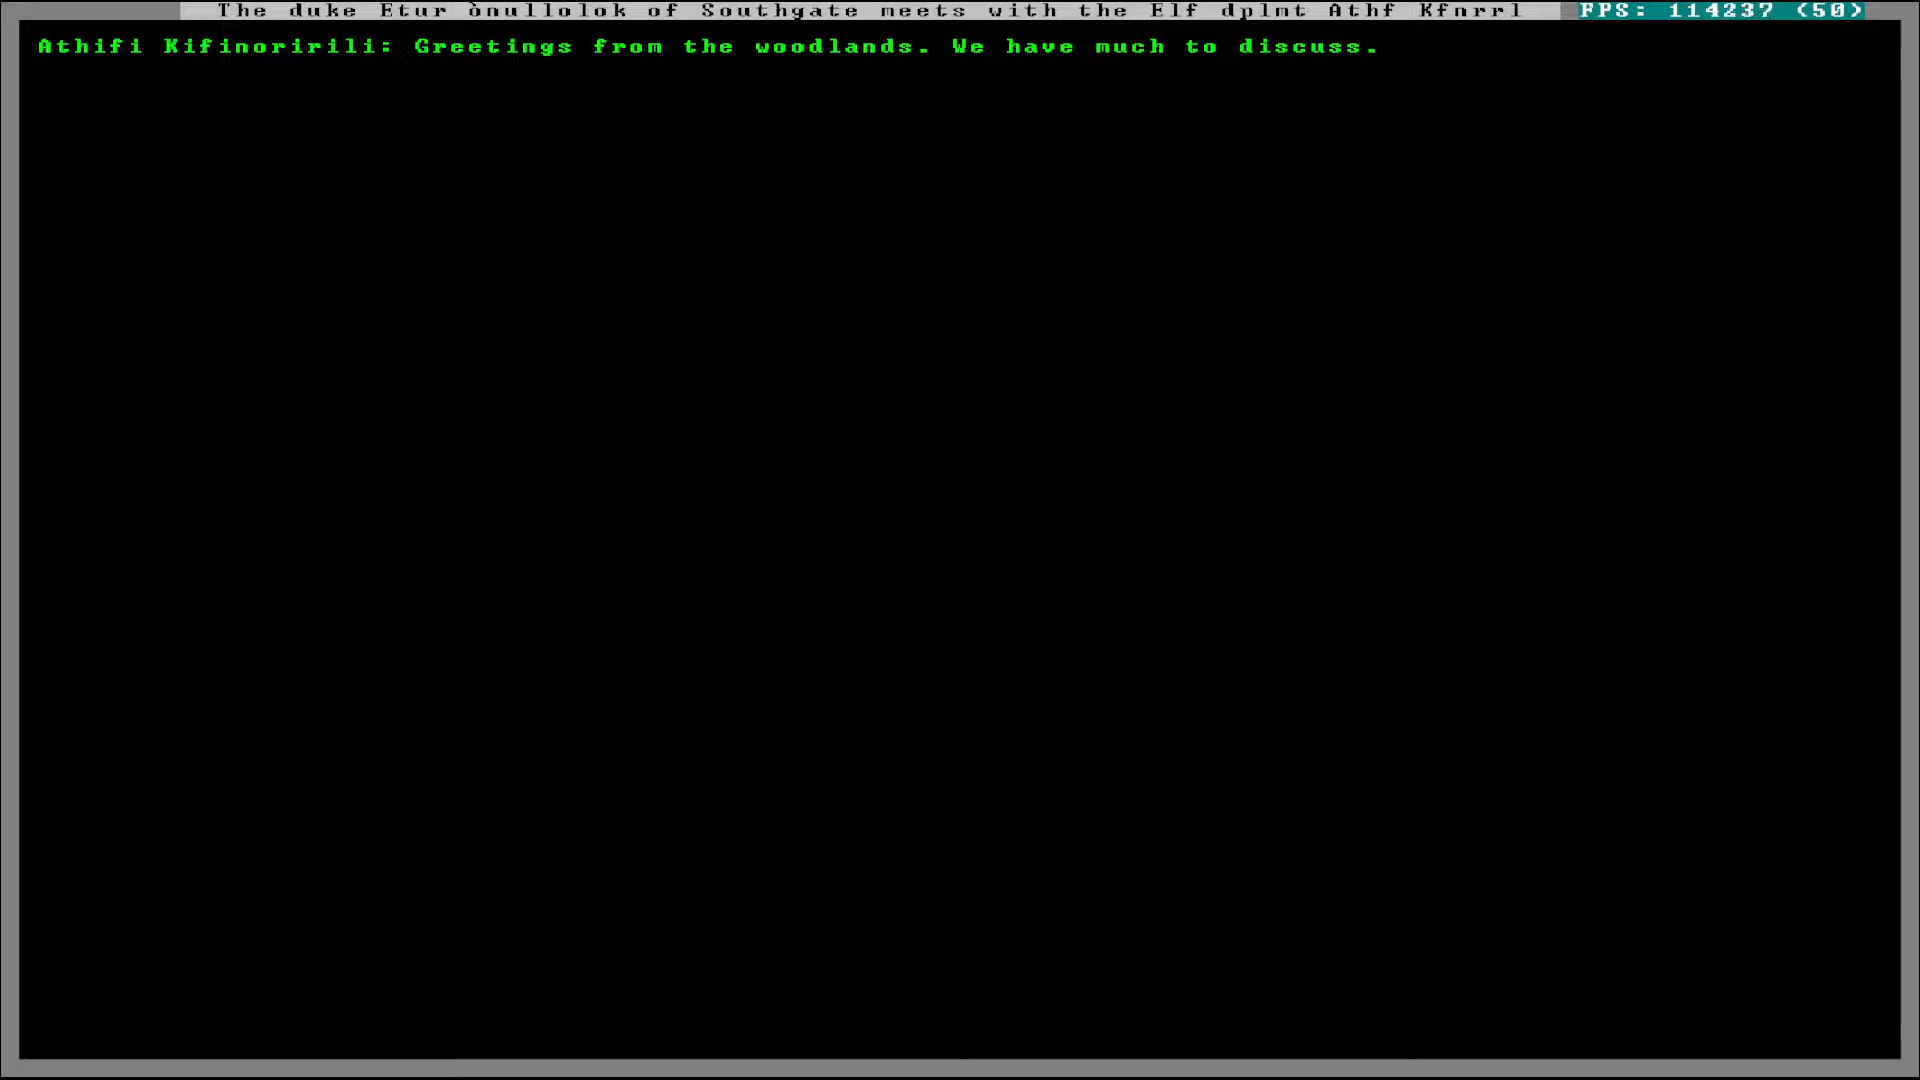 The duke Etur ònullolok of Southgate meets with the Elf dplmt Athf Kfnrrl FPS: 114237 (50)
Athifi Kifinoririli: Greetings from the woodlands. We have much to discuss.